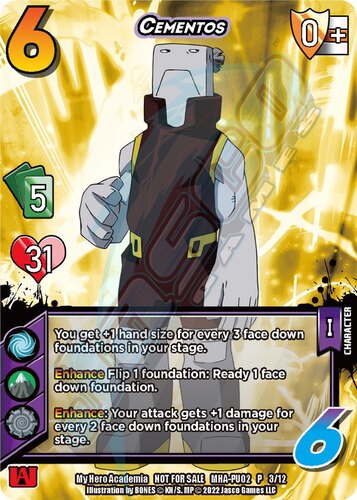 6
CEMENTOS
0
+
5
31
You get +1 hand size for every 3 face down
foundations in your stage.
Enhance Flip 1 foundation: Ready 1 face
down foundation.
Enhance: Your attack gets +1 damage for
every 2 face down foundations in your
stage.
I
CHARACTER
6
My Hero Academia NOT FOR SALE MHA-PU02 P 3/12
Illustration by BONES © KH/S, MP © 2022 Jasco Games LLC